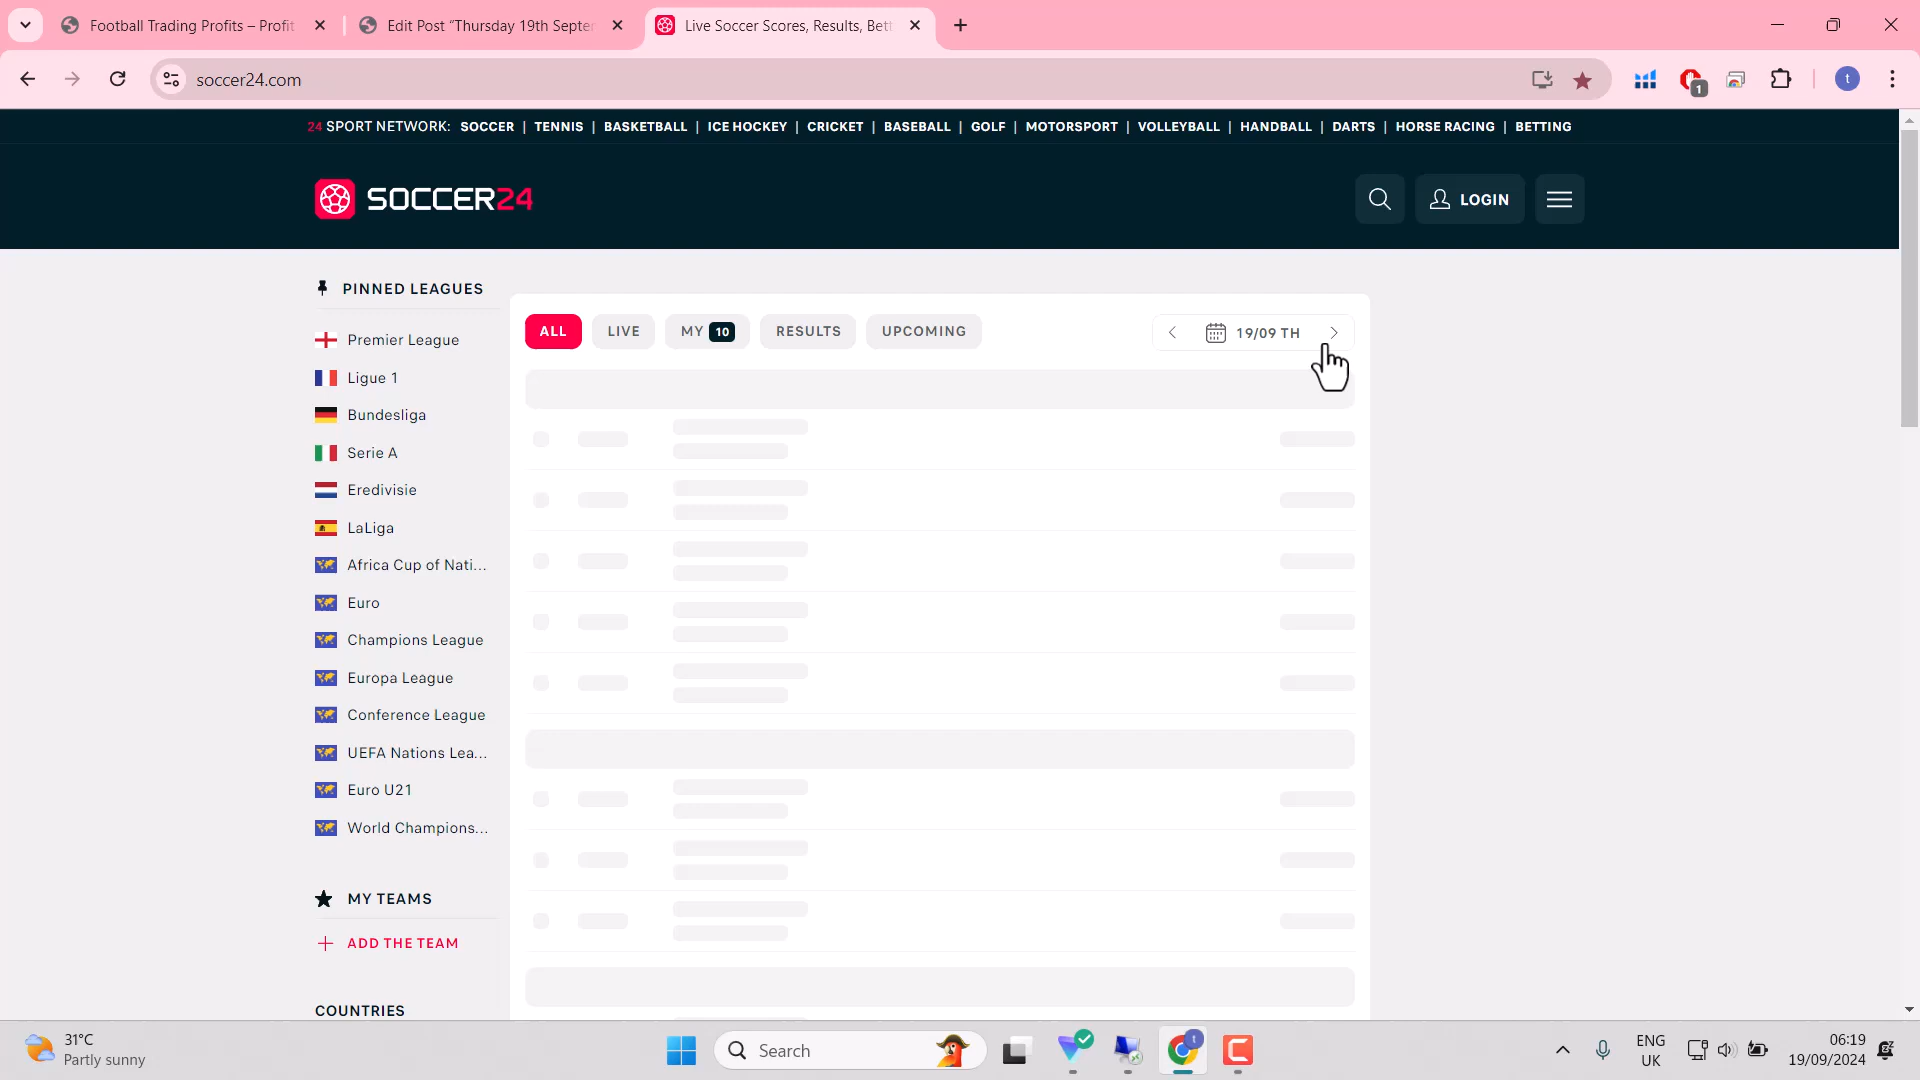 Football Trading Profits – Profit
Edit Post “Thursday 19th Septe
Live Soccer Scores, Results, Bet
soccer24.com
1
t
24 SPORT NETWORK: SOCCER | TENNIS | BASKETBALL | ICE HOCKEY | CRICKET | BASEBALL | GOLF | MOTORSPORT | VOLLEYBALL | HANDBALL | DARTS | HORSE RACING | BETTING
SOCCER24
LOGIN
PINNED LEAGUES
Premier League
Ligue 1
Bundesliga
Serie A
Eredivisie
LaLiga
Africa Cup of Nati...
Euro
Champions League
Europa League
Conference League
UEFA Nations Lea...
Euro U21
World Champions...
MY TEAMS
ADD THE TEAM
COUNTRIES
ALL
LIVE
MY 10
RESULTS
UPCOMING
19/09 TH
31°C
Partly sunny
Search
t
ENG
UK
06:19
19/09/2024